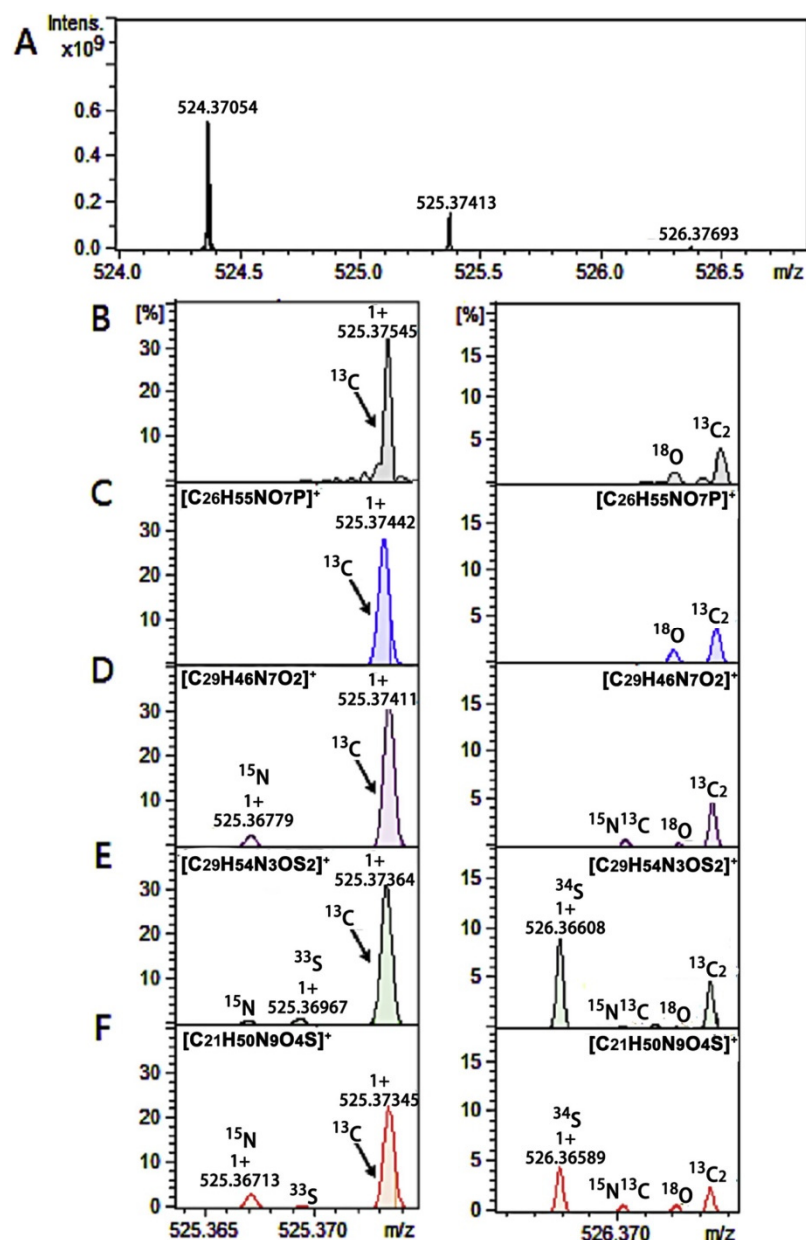 A
Intens.
x10⁹
0.6
0.4
0.2
0.0
524.37054
525.37413
526.37693
524.0 524.5 525.0 525.5 526.0 526.5 m/z
B
[%]
30
20
10
1+
525.37545
¹³C
[%]
15
10
5
¹⁸O
¹³C₂
C
[C26H55NO7P]⁺
30
20
10
1+
525.37442
¹³C
[C26H55NO7P]⁺
15
10
5
¹⁸O
¹³C₂
D
[C29H46N7O2]⁺
30
20
10
1+
525.37411
¹³C
¹⁵N
1+
525.36779
[C29H46N7O2]⁺
15
10
5
¹⁵N¹³C
¹⁸O
¹³C₂
E
[C29H54N3OS2]⁺
30
20
10
1+
525.37364
¹³C
³³S
1+
525.36967
¹⁵N
[C29H54N3OS2]⁺
15
10
5
³⁴S
1+
526.36608
¹⁵N¹³C
¹⁸O
¹³C₂
F
[C21H50N9O4S]⁺
30
20
10
0
1+
525.37345
¹³C
¹⁵N
1+
525.36713
³³S
525.365 525.370 m/z
[C21H50N9O4S]⁺
15
10
5
0
³⁴S
1+
526.36589
¹⁵N¹³C
¹⁸O
¹³C₂
526.370 m/z